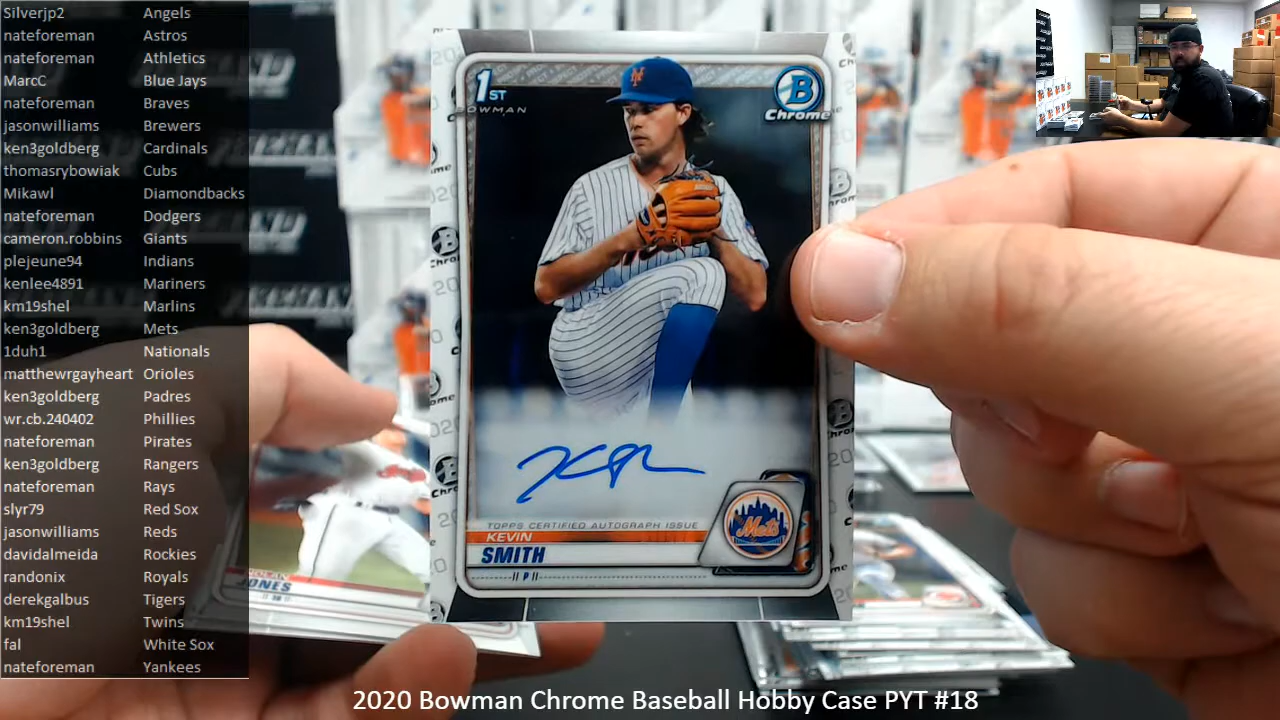 Silverjp2 Angels
nateforeman Astros
nateforeman Athletics
MarcC Blue Jays
nateforeman Braves
jasonwilliams Brewers
ken3goldberg Cardinals
thomasrybowiak Cubs
Mikawl Diamondbacks
nateforeman Dodgers
cameron.robbins Giants
plejeune94 Indians
kenlee4891 Mariners
km19shel Marlins
ken3goldberg Mets
1duh1 Nationals
matthewrgayheart Orioles
ken3goldberg Padres
wr.cb.240402 Phillies
nateforeman Pirates
ken3goldberg Rangers
nateforeman Rays
slyr79 Red Sox
jasonwilliams Reds
davidalmeida Rockies
randonix Royals
derekgalbus Tigers
km19shel Twins
fal White Sox
nateforeman Yankees
1ST
BOWMAN
B
Chrome
TOPPS CERTIFIED AUTOGRAPH ISSUE
KEVIN
SMITH
P
Mets
NOLAN
JONES
2020 Bowman Chrome Baseball Hobby Case PYT #18